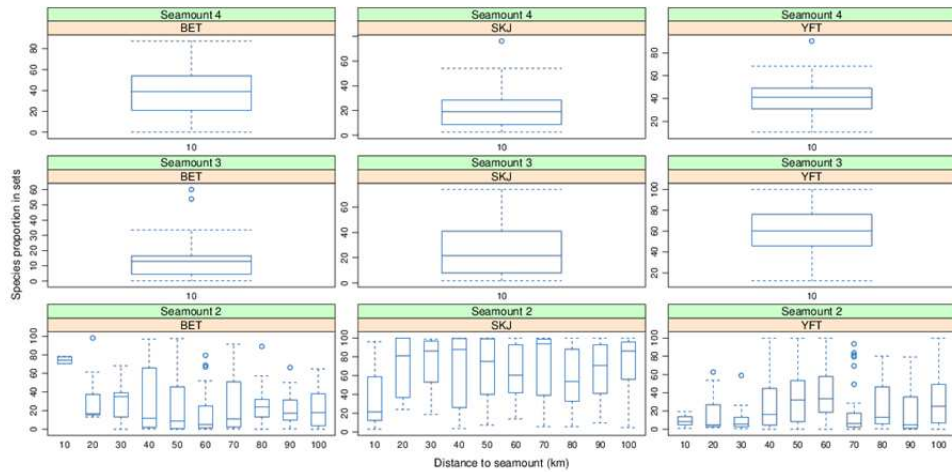 Seamount 4 Seamount 4 Seamount 4
BET SKJ YFT
80 60 40 20 0
60 40 20 0
80 60 40 20
10 10 10
Seamount 3 Seamount 3 Seamount 3
BET SKJ YFT
60 50 40 30 20 10 0
60 40 20 0
100 80 60 40 20
10 10 10
Seamount 2 Seamount 2 Seamount 2
BET SKJ YFT
100 80 60 40 20 0
100 80 60 40 20 0
100 80 60 40 20 0
10 20 30 40 50 60 70 80 90 100
10 20 30 40 50 60 70 80 90 100
10 20 30 40 50 60 70 80 90 100
Species proportion in sets
Distance to seamount (km)